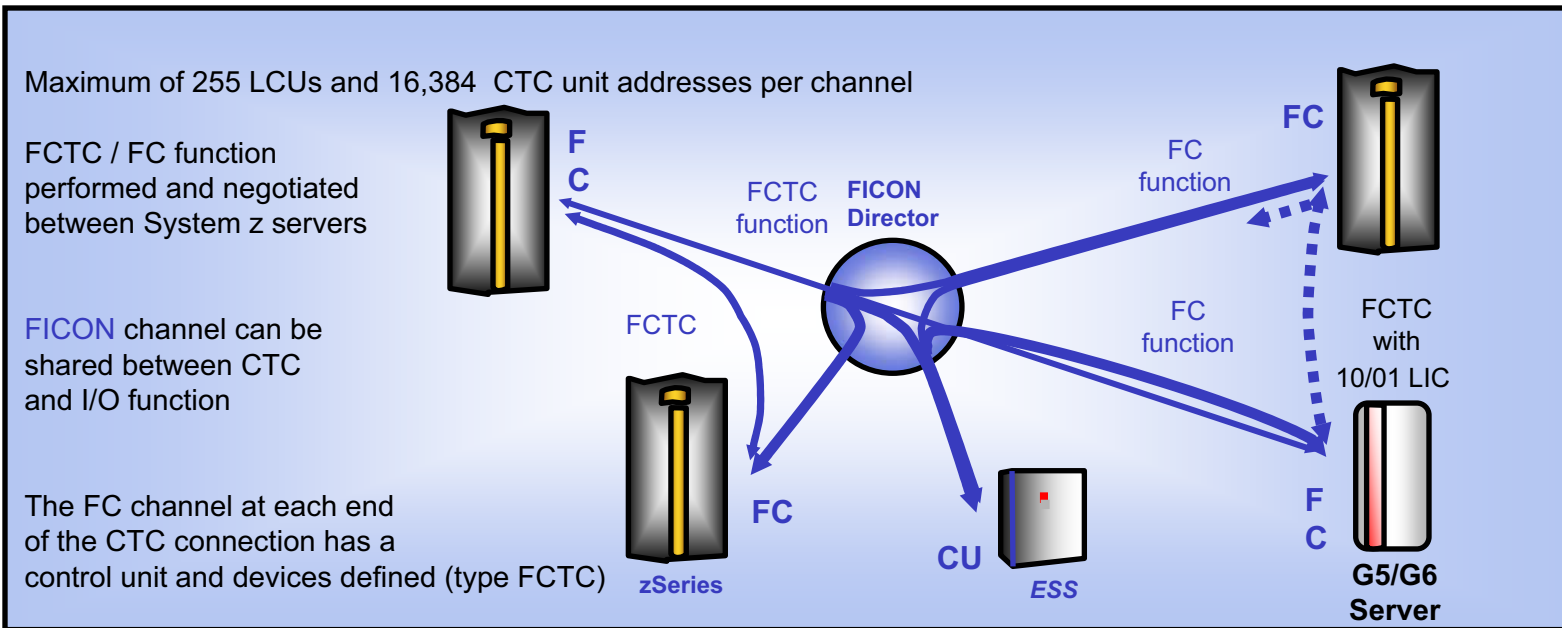 Maximum of 255 LCUs and 16,384 CTC unit addresses per channel
FCTC / FC function
performed and negotiated
between System z servers
FICON channel can be
shared between CTC
and I/O function
The FC channel at each end
of the CTC connection has a
control unit and devices defined (type FCTC)
F
C
FCTC
function
FICON
Director
FC
function
FC
FCTC
FC
function
FCTC
with
10/01 LIC
FC
zSeries
CU
ESS
F
C
G5/G6
Server